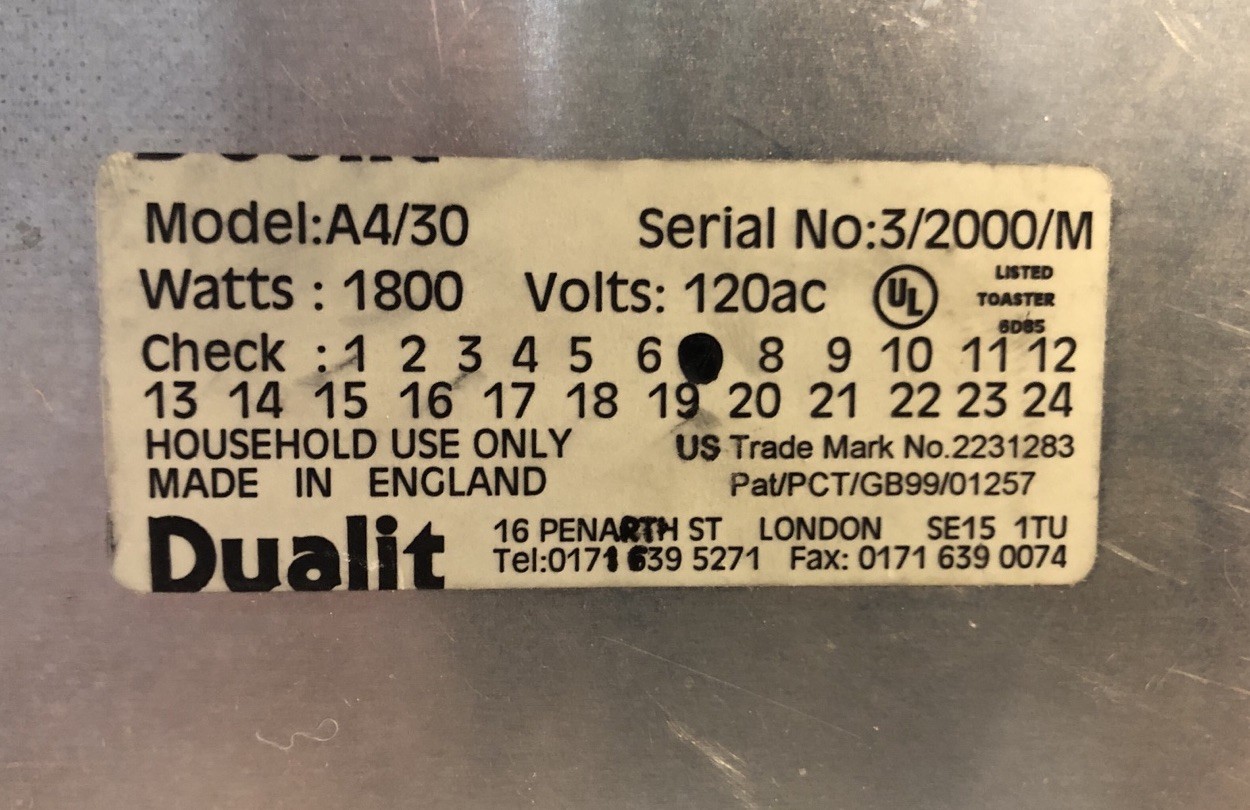 Model:A4/30 Serial No:3/2000/M
Watts : 1800 Volts: 120ac UL LISTED TOASTER 6D85
Check : 1 2 3 4 5 6 8 9 10 11 12
13 14 15 16 17 18 19 20 21 22 23 24
HOUSEHOLD USE ONLY US Trade Mark No.2231283
MADE IN ENGLAND Pat/PCT/GB99/01257
Dualit 16 PENARTH ST LONDON SE15 1TU
Tel:0171 639 5271 Fax: 0171 639 0074